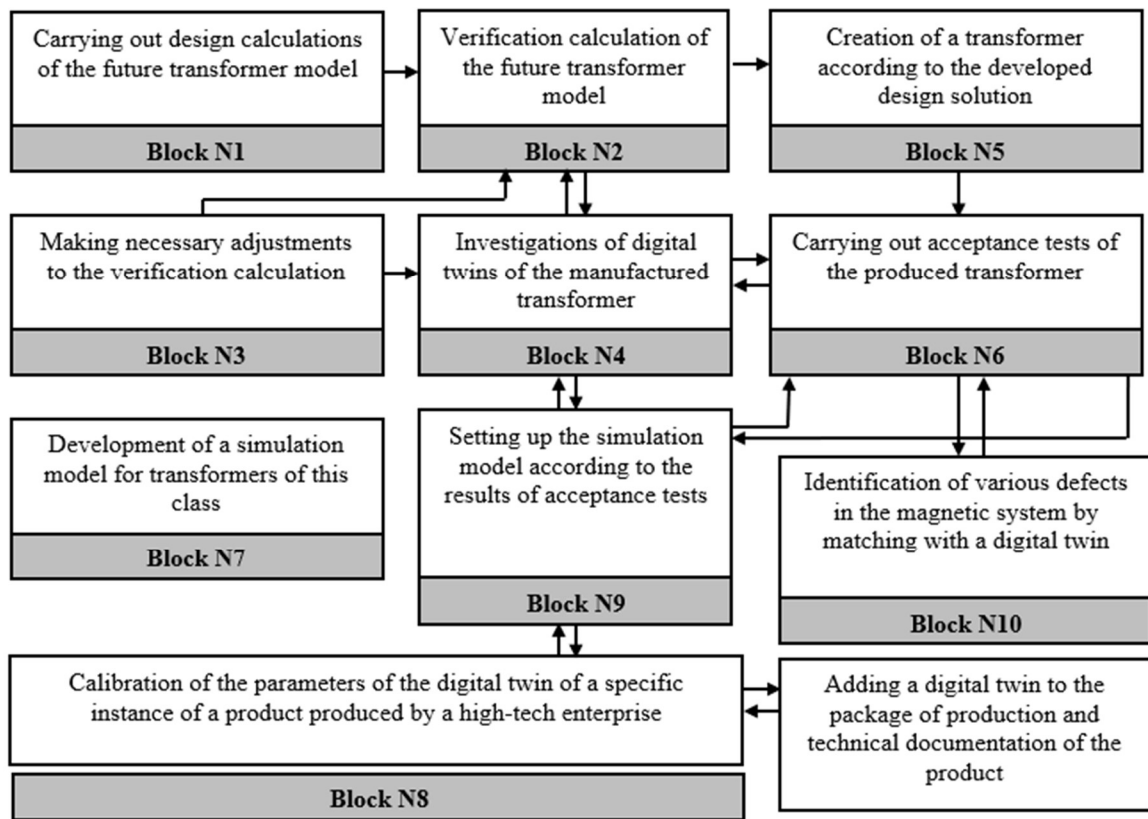 Carrying out design calculations
of the future transformer model
Block N1
Verification calculation of
the future transformer
model
Block N2
Creation of a transformer
according to the developed
design solution
Block N5
Making necessary adjustments
to the verification calculation
Block N3
Investigations of digital
twins of the manufactured
transformer
Block N4
Carrying out acceptance tests of
the produced transformer
Block N6
Development of a simulation
model for transformers of this
class
Block N7
Setting up the simulation
model according to the
results of acceptance tests
Block N9
Identification of various defects
in the magnetic system by
matching with a digital twin
Block N10
Calibration of the parameters of the digital twin of a specific
instance of a product produced by a high-tech enterprise
Block N8
Adding a digital twin to the
package of production and
technical documentation of the
product